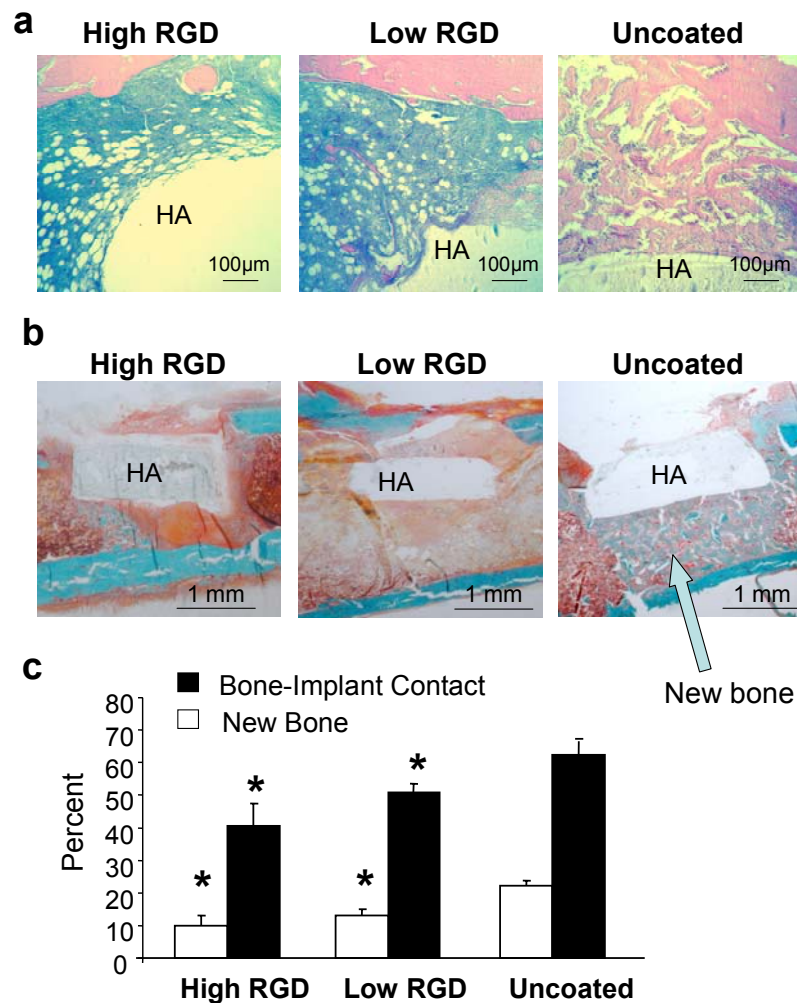 a
High RGD Low RGD Uncoated
HA HA HA
100µm 100µm 100µm
b
High RGD Low RGD Uncoated
HA HA HA
1 mm 1 mm 1 mm
New bone
c
Bone-Implant Contact
New Bone
80
70
60
50
40
30
20
10
0
Percent
* * * *
High RGD Low RGD Uncoated